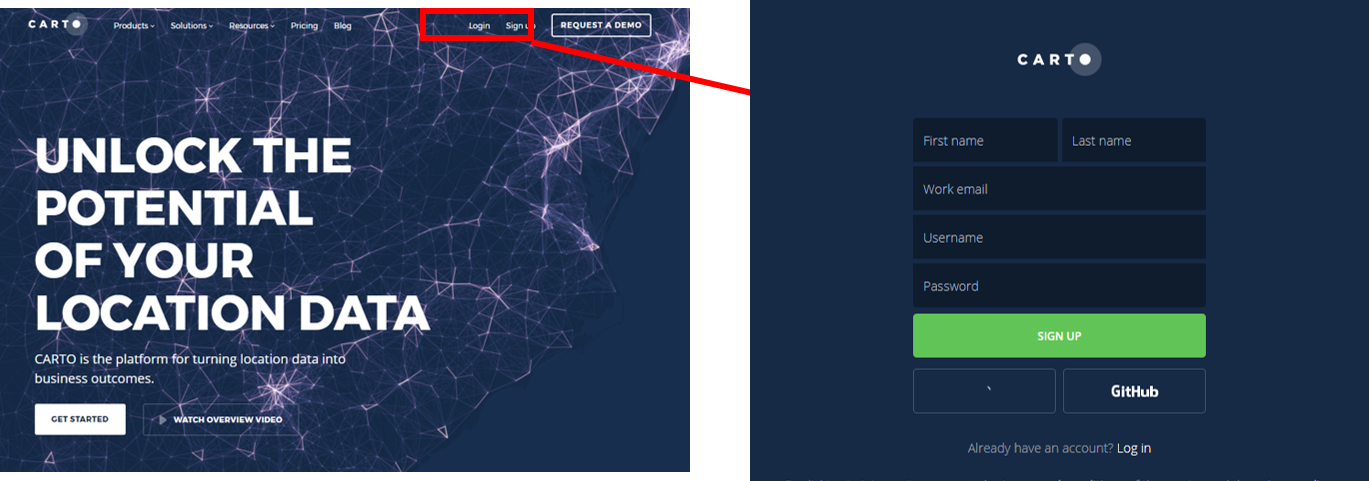 CARTO Products Solutions Resources Pricing Blog Login Sign up REQUEST A DEMO
UNLOCK THE
POTENTIAL
OF YOUR
LOCATION DATA
CARTO is the platform for turning location data into
business outcomes.
GET STARTED WATCH OVERVIEW VIDEO
CARTO
First name Last name
Work email
Username
Password
SIGN UP
` GitHub
Already have an account? Log in